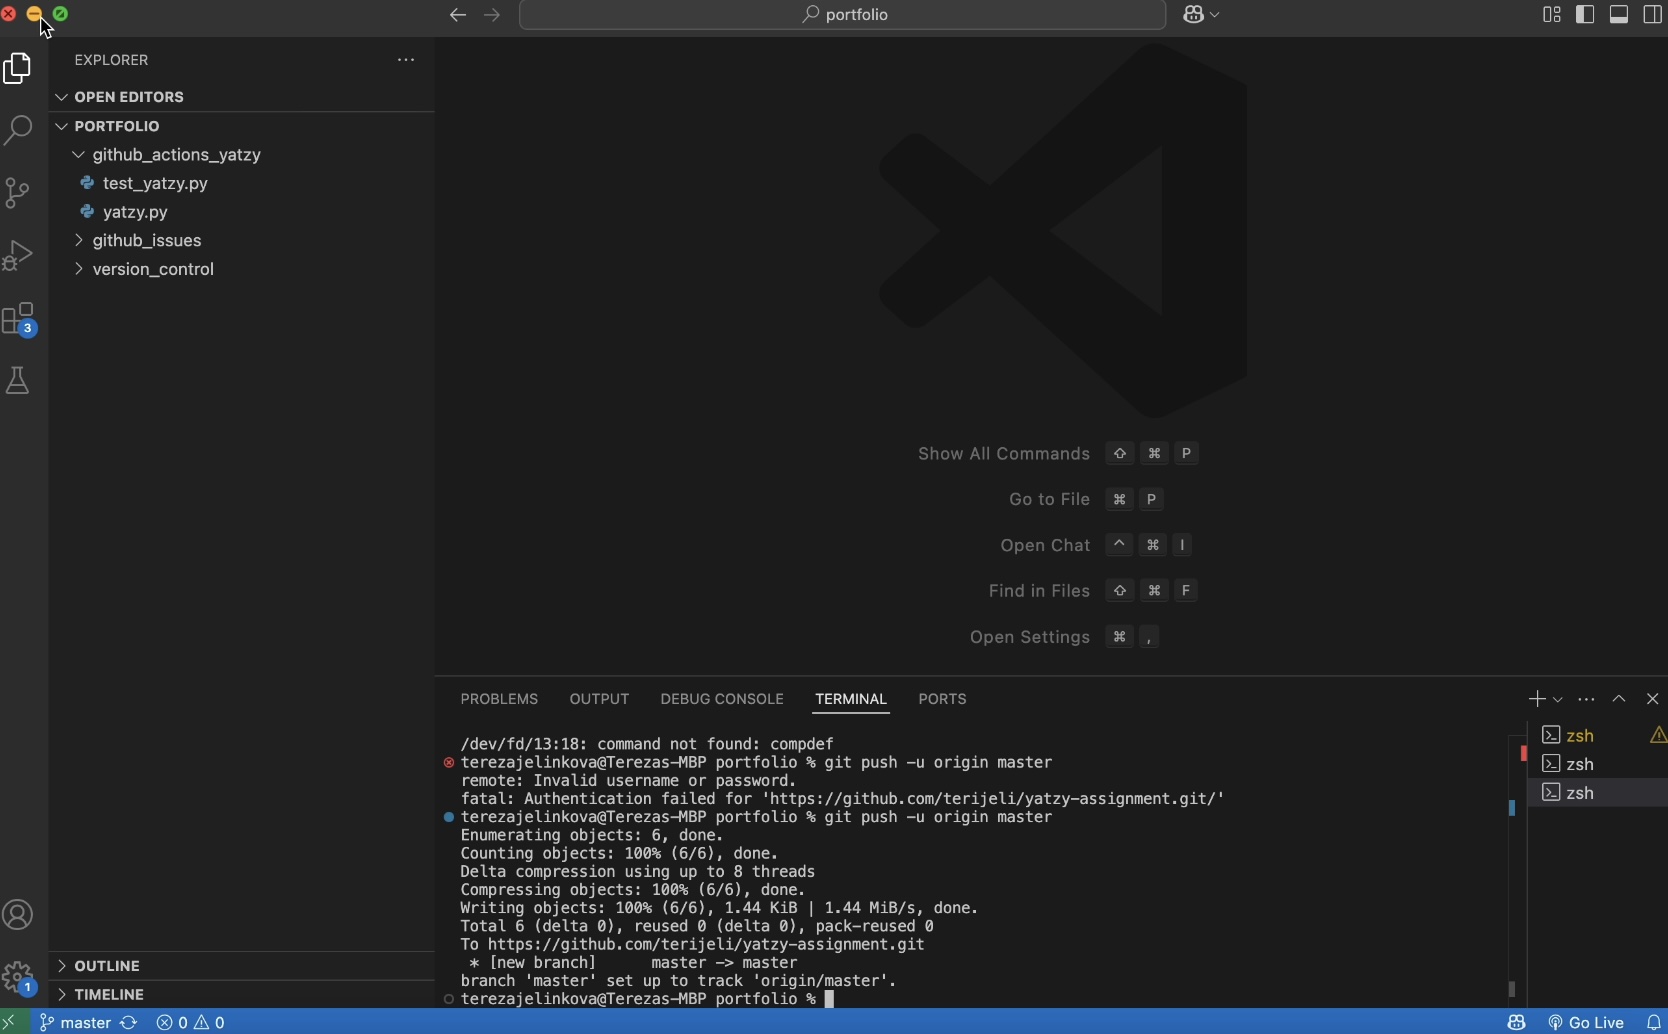 portfolio
EXPLORER
OPEN EDITORS
PORTFOLIO
github_actions_yatzy
test_yatzy.py
yatzy.py
github_issues
version_control
3
1
OUTLINE
TIMELINE
Show All Commands ⇧ ⌘ P
Go to File ⌘ P
Open Chat ^ ⌘ I
Find in Files ⇧ ⌘ F
Open Settings ⌘ ,
PROBLEMS OUTPUT DEBUG CONSOLE TERMINAL PORTS
/dev/fd/13:18: command not found: compdef
terezajelinkova@Terezas-MBP portfolio % git push -u origin master
remote: Invalid username or password.
fatal: Authentication failed for 'https://github.com/terijeli/yatzy-assignment.git/'
terezajelinkova@Terezas-MBP portfolio % git push -u origin master
Enumerating objects: 6, done.
Counting objects: 100% (6/6), done.
Delta compression using up to 8 threads
Compressing objects: 100% (6/6), done.
Writing objects: 100% (6/6), 1.44 KiB | 1.44 MiB/s, done.
Total 6 (delta 0), reused 0 (delta 0), pack-reused 0
To https://github.com/terijeli/yatzy-assignment.git
 * [new branch]      master -> master
branch 'master' set up to track 'origin/master'.
terezajelinkova@Terezas-MBP portfolio %
zsh
zsh
zsh
master 0 0 Go Live